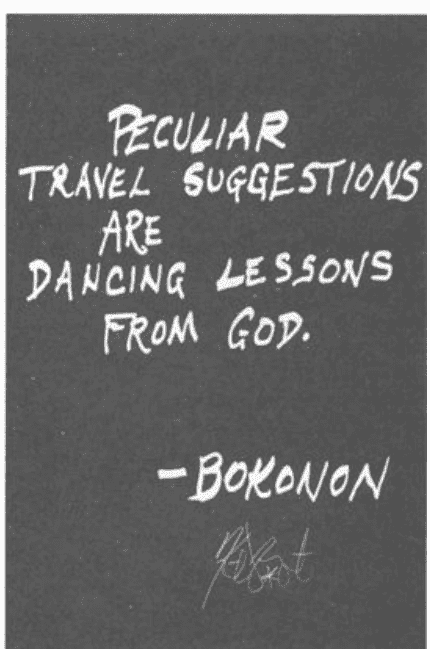 PECULIAR
TRAVEL SUGGESTIONS
ARE
DANCING LESSONS
FROM GOD.
-BOKONON